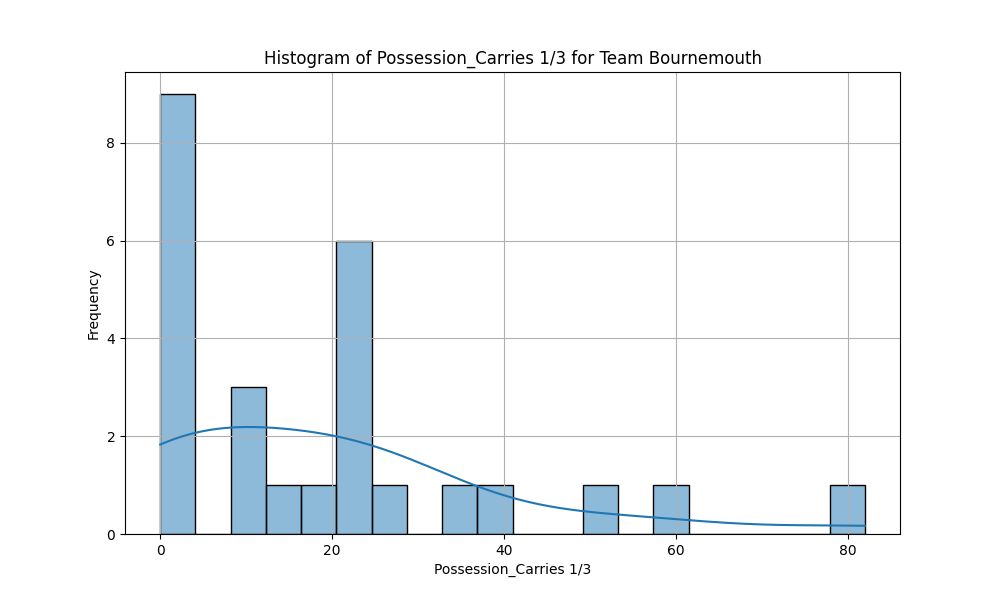 Histogram of Possession_Carries 1/3 for Team Bournemouth
Frequency
8
6
4
2
0
0 20 40 60 80
Possession_Carries 1/3